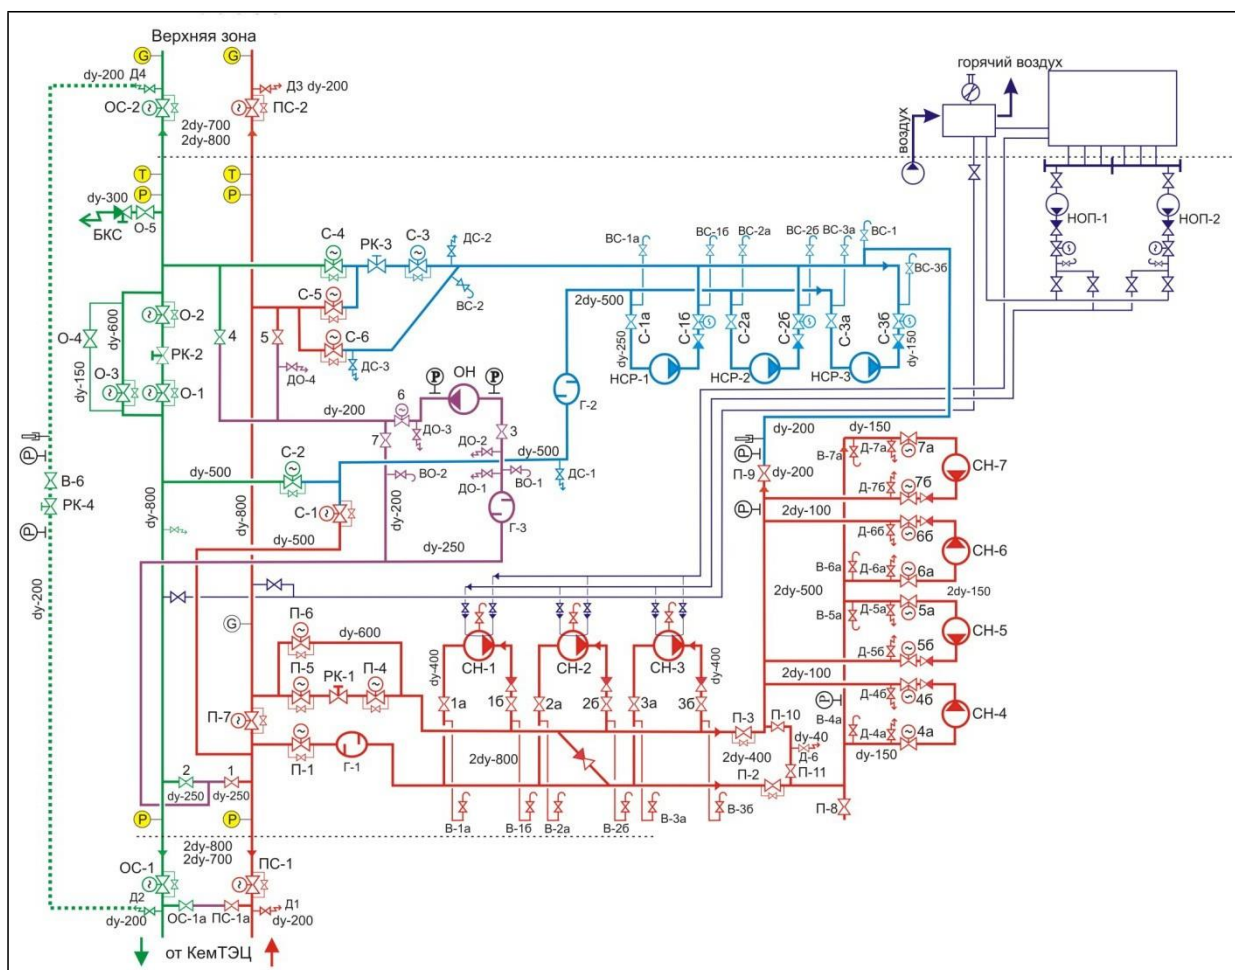 Верхняя зона
G
G
dy-200
Д4
Д3 dy-200
ОС-2
ПС-2
2dy-700
2dy-800
горячий воздух
воздух
T
T
P
P
dy-300
БКС
О-5
НОП-1
НОП-2
С-4
РК-3
С-3
ДС-2
ВС-1а
ВС-1б
ВС-2а
ВС-2б
ВС-3а
ВС-1
ВС-3б
С-5
ВС-2
2dy-500
О-4
dy-600
О-2
4
5
С-6
ДС-3
С-1а
С-1б
С-2а
С-2б
С-3а
С-3б
РК-2
О-3
dy-150
О-1
ДО-4
dy-250
dy-150
НСР-1
НСР-2
НСР-3
P
ОН
P
Г-2
dy-200
6
ДО-3
7
ДО-2
3
dy-500
dy-200
dy-150
P
P
В-7а
Д-7а
7а
СН-7
С-2
dy-500
ВО-2
ДО-1
ВО-1
ДС-1
П-9
dy-200
Д-7б
7б
В-6
РК-4
P
P
dy-800
dy-800
С-1
dy-200
Г-3
2dy-100
Д-6б
6б
СН-6
dy-500
dy-250
В-6а
Д-6а
6а
dy-200
2dy-500
2dy-150
G
П-6
dy-600
В-5а
Д-5а
5а
СН-5
Д-5б
5б
П-5
РК-1
П-4
dy-400
СН-1
СН-2
СН-3
dy-400
2dy-100
1а
1б
2а
2б
3а
3б
P
Д-4б
4б
СН-4
П-7
П-3
П-10
В-4а
Д-4а
4а
dy-40
Д-6
dy-150
П-1
Г-1
2dy-800
2dy-400
П-2
П-11
2
1
dy-250
dy-250
П-8
P
P
В-1а
В-1б
В-2а
В-2б
В-3а
В-3б
2dy-800
2dy-700
ОС-1
ПС-1
Д2
dy-200
ОС-1а
ПС-1а
Д1
dy-200
от КемТЭЦ